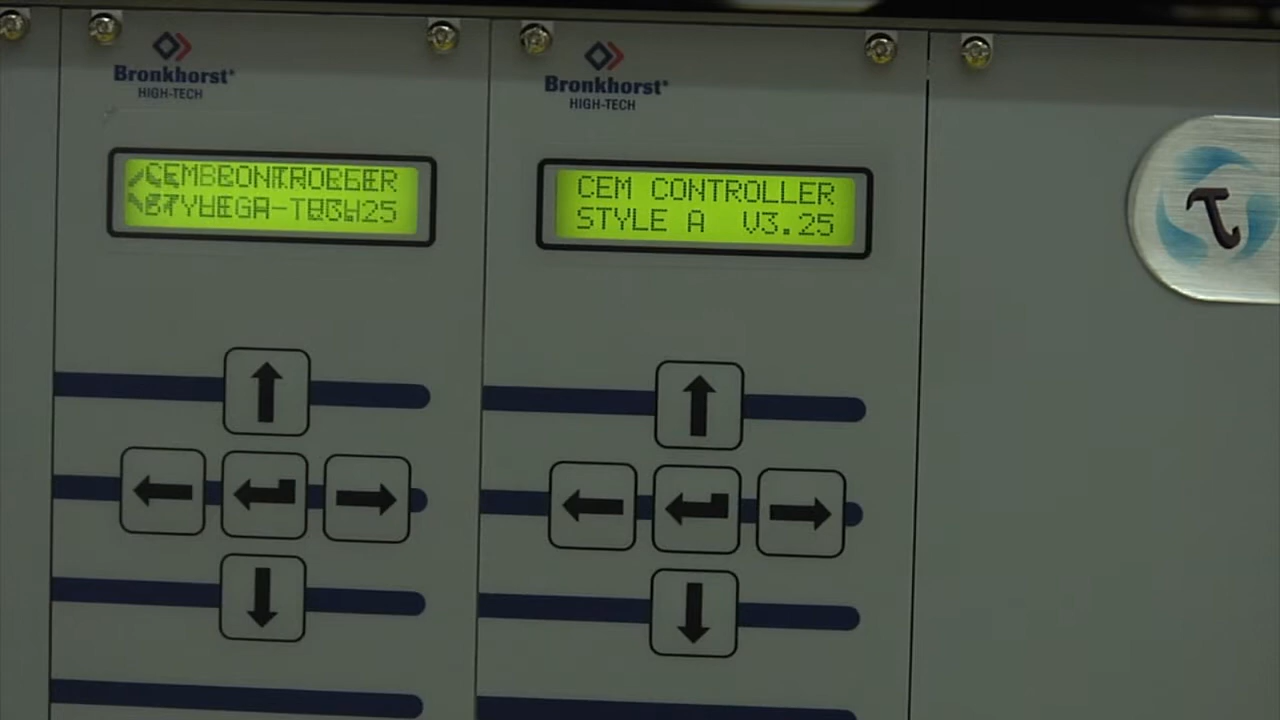 Bronkhorst®
HIGH-TECH
Bronkhorst®
HIGH-TECH
CEM CONTROLLER
STYLE A V3.25
τ